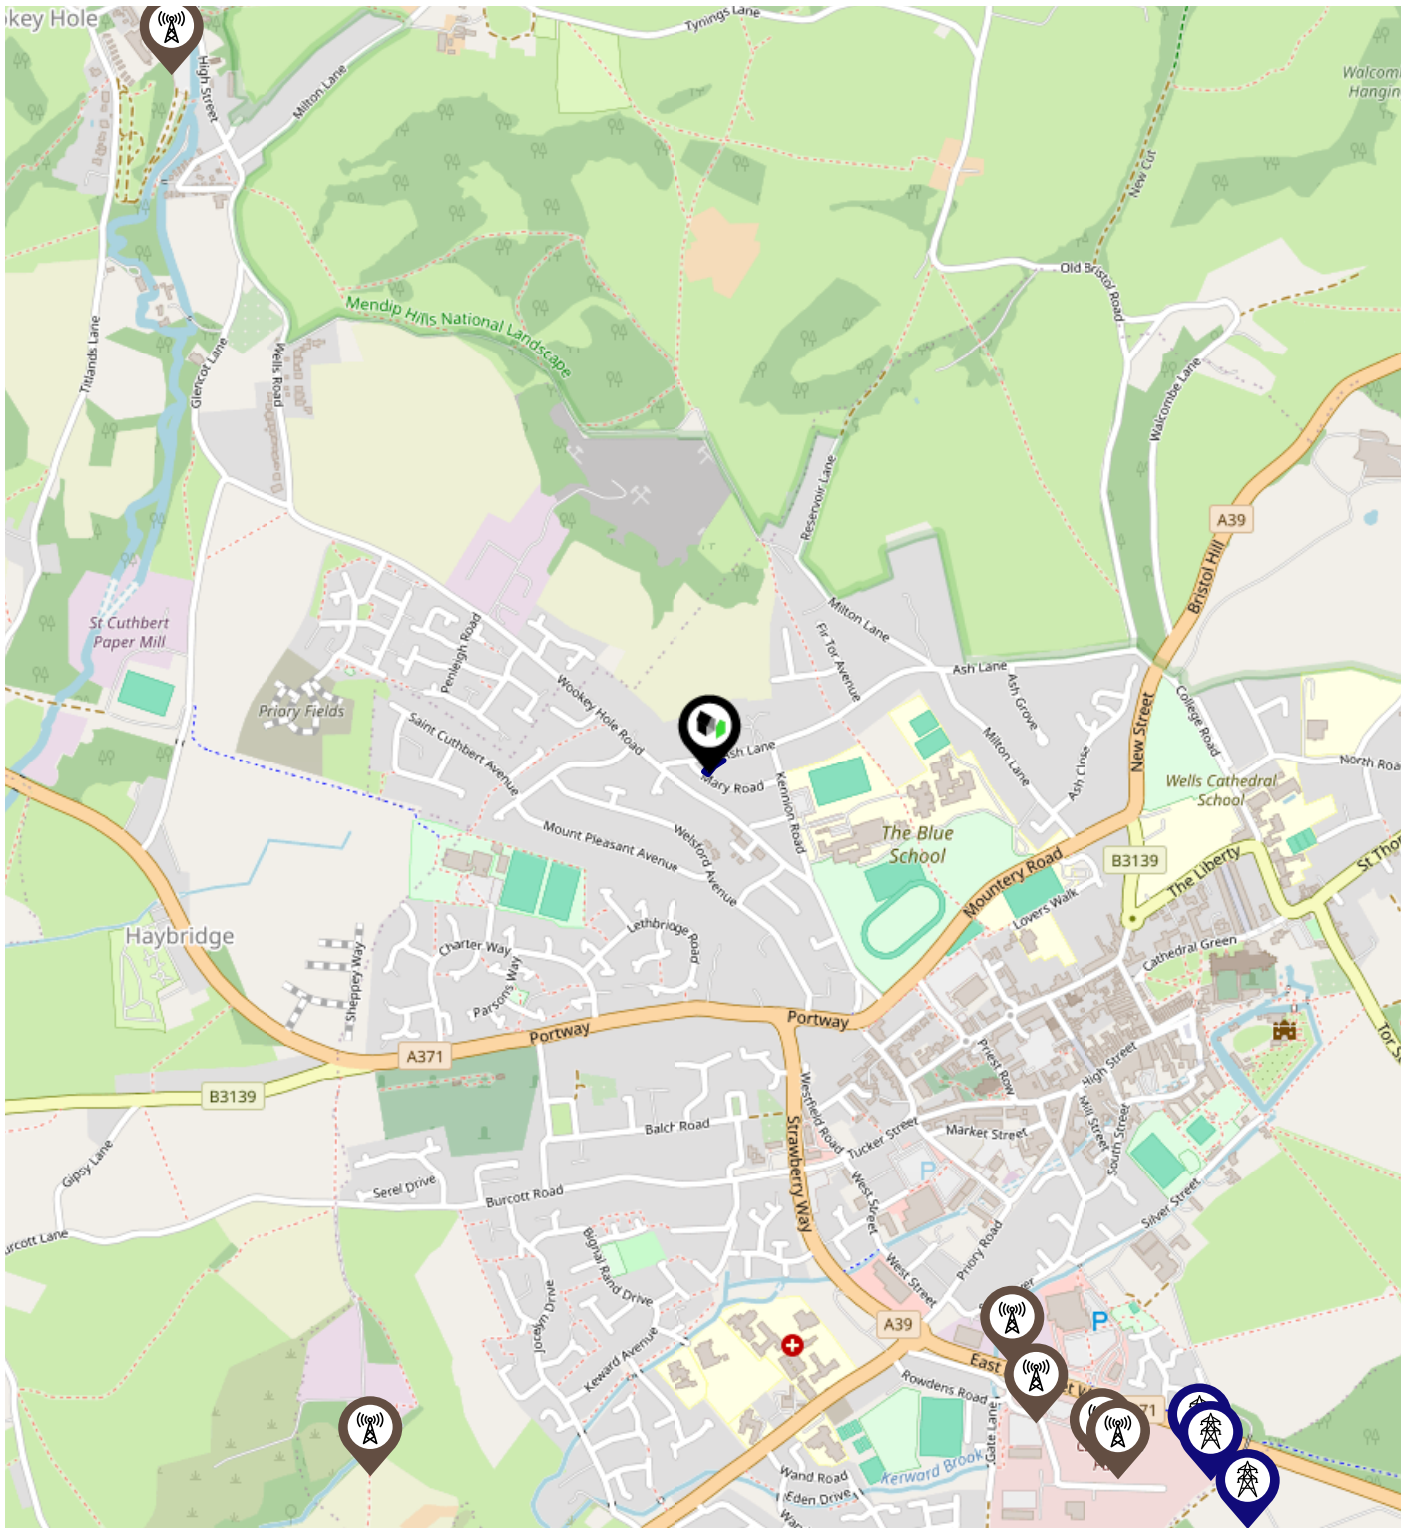 okey Hole
High Street
Milton Lane
Tynings Lane
Walcom
Hangin
New Cut
Old Bristol Road
Mendip Hills National Landscape
Titlands Lane
Glencot Lane
Wells Road
Walcombe Lane
Reservoir Lane
A39
Bristol Hill
St Cuthbert
Paper Mill
Penleigh Road
Milton Lane
Fir Tor Avenue
Ash Lane
Ash Grove
College Road
Priory Fields
Wookey Hole Road
Saint Cuthbert Avenue
Ash Lane
Mary Road
Kennion Road
Milton Lane
Ash Close
New Street
North Roa
Wells Cathedral
School
Mount Pleasant Avenue
Welsford Avenue
The Blue
School
Mountery Road
B3139
The Liberty
St Thor
Lovers Walk
Haybridge
Sheppey Way
Charter Way
Parsons Way
Lethbridge Road
Cathedral Green
Portway
Portway
A371
B3139
Priest Row
High Street
Tor S
Gipsy Lane
Balch Road
Strawberry Way
Westfield Road
Tucker Street
Market Street
Mill Street
South Street
P
Serel Drive
Burcott Road
West Street
Silver Street
urcott Lane
Bignal Rand Drive
Jocelyn Drive
Keward Avenue
Priory Road
West Street
A39
P
East
et W
71
Rowdens Road
Gate Lane
Kerward Brook
Wand Road
Eden Drive